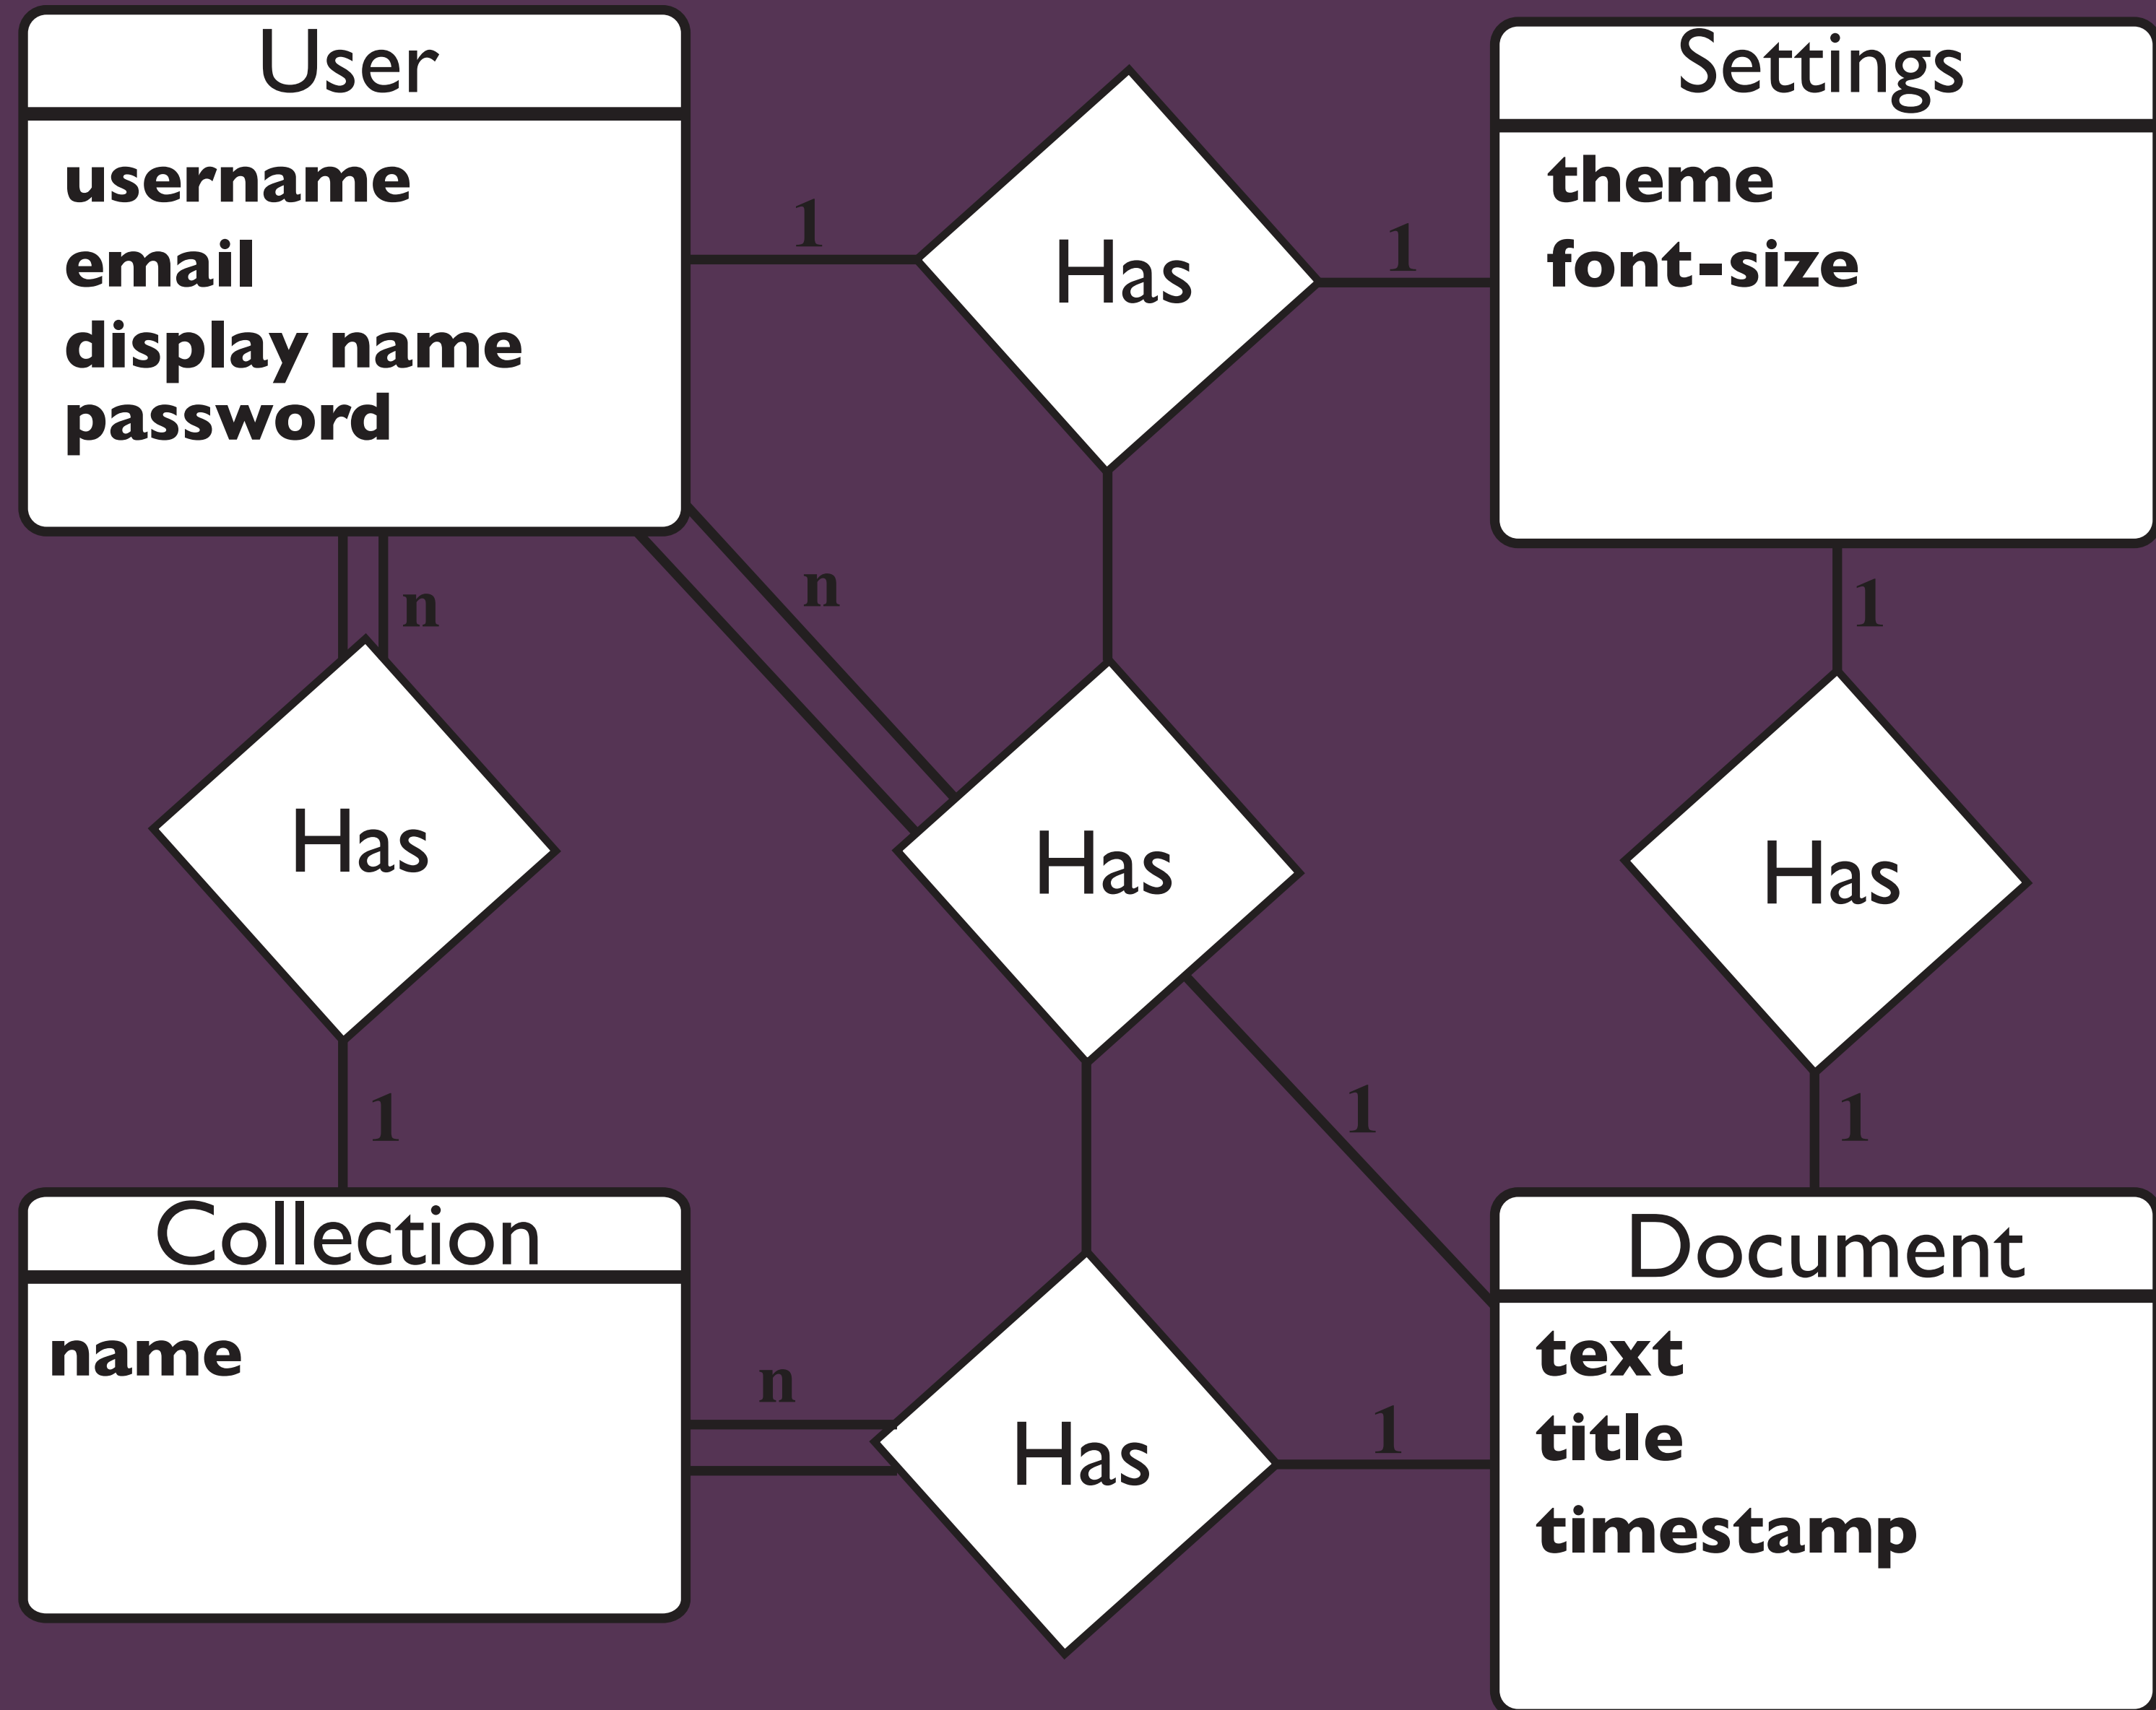 User
username
email
display name
password
Settings
theme
font-size
Has
1
1
n
n
1
Has
Has
Has
1
1
1
Collection
name
Document
text
title
timestamp
n
1
Has